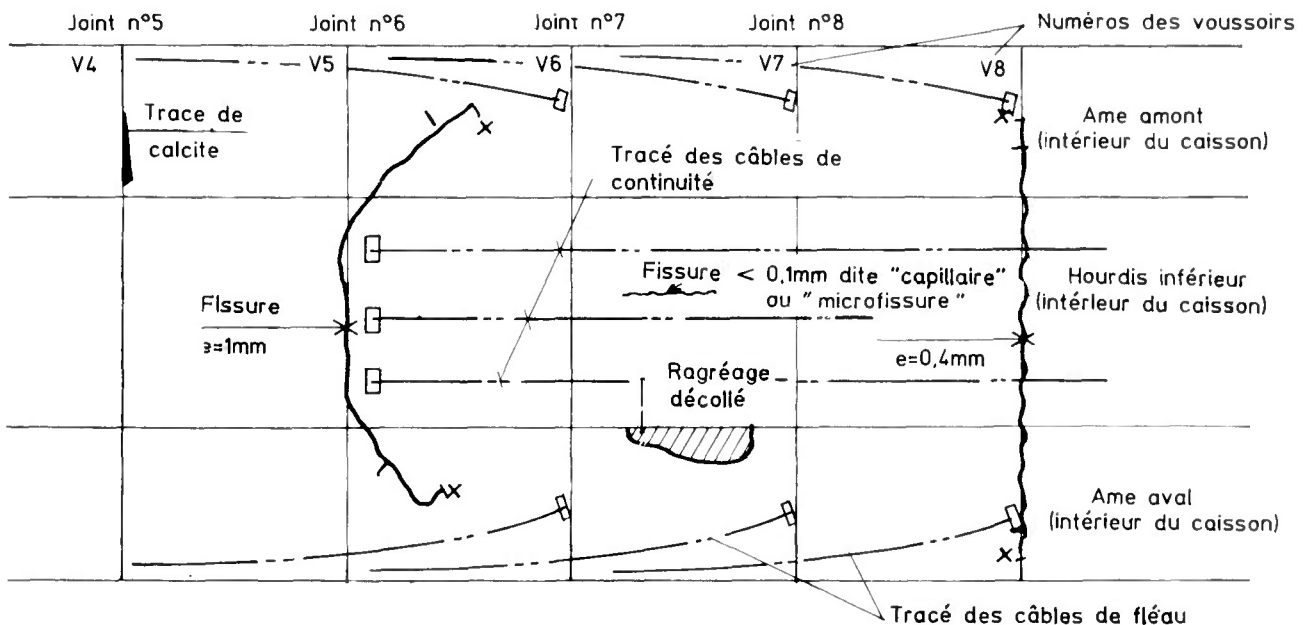 Joint n°5 Joint n°6 Joint n°7 Joint n°8 Numéros des voussoirs
V4 V5 V6 V7 V8
Trace de
calcite
Ame amont
(intérieur du caisson)
Tracé des câbles de
continuité
Fissure < 0,1mm dite "capillaire"
ou "microfissure"
Hourdis inférieur
(intérieur du caisson)
Fissure
e=1mm
e=0,4mm
Ragréage
décollé
Ame aval
(intérieur du caisson)
Tracé des câbles de fléau